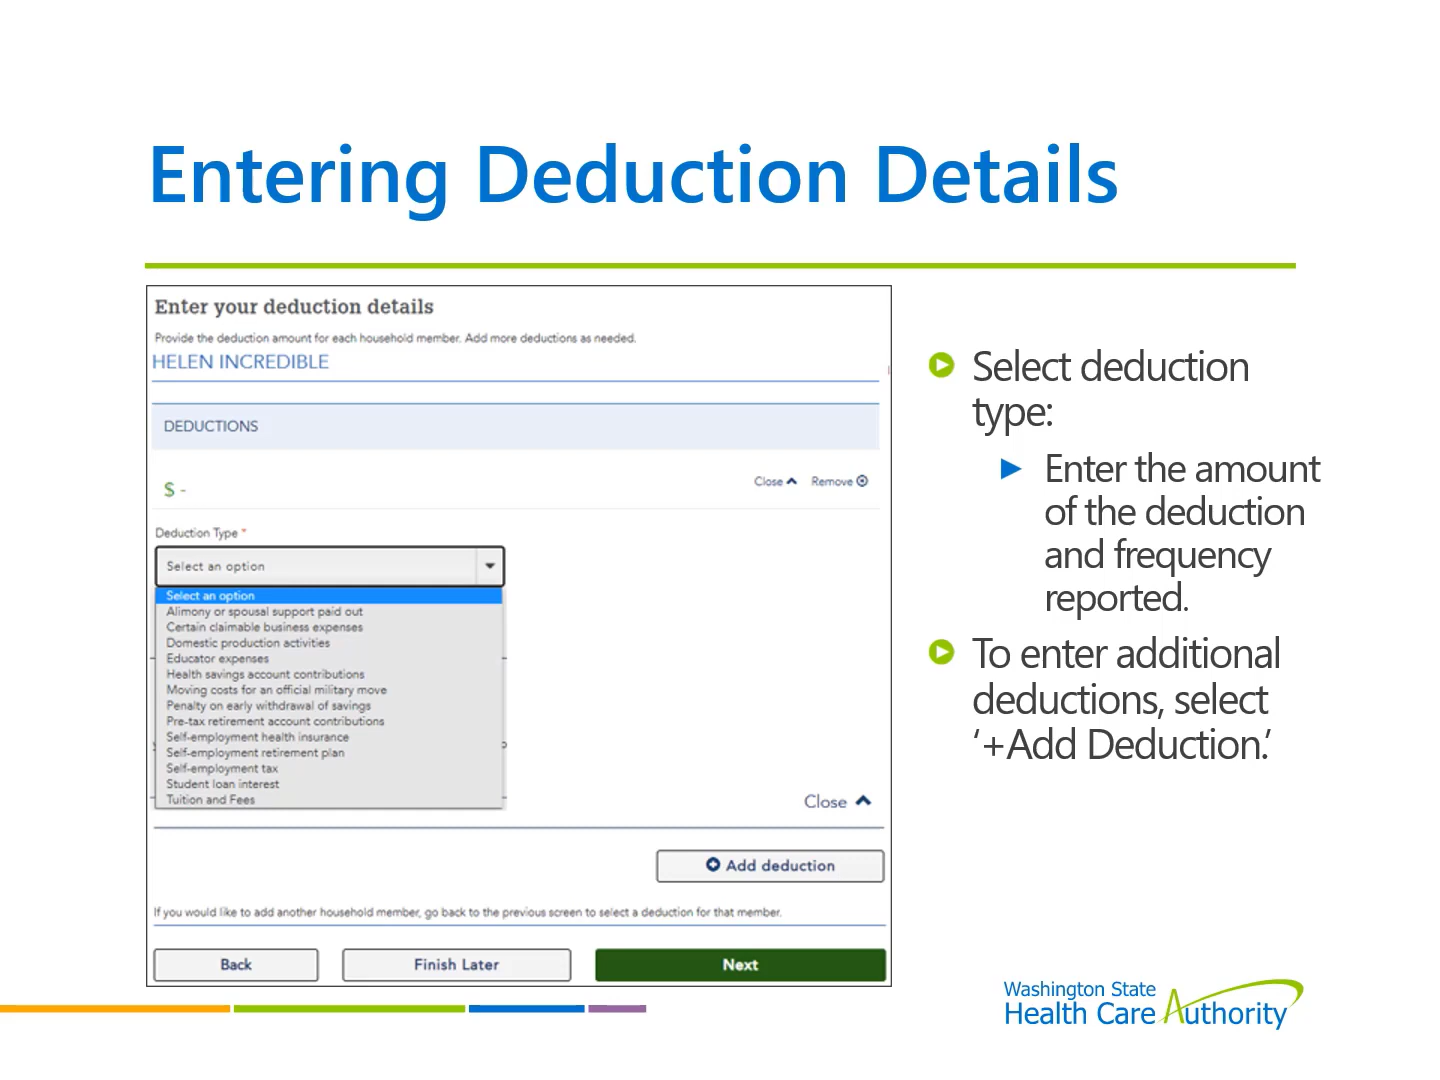 Entering Deduction Details
Enter your deduction details
Provide the deduction amount for each household member. Add more deductions as needed.
HELEN INCREDIBLE
DEDUCTIONS
$ -
Close
Remove
Deduction Type *
Select an option
Select an option
Alimony or spousal support paid out
Certain claimable business expenses
Domestic production activities
Educator expenses
Health savings account contributions
Moving costs for an official military move
Penalty on early withdrawal of savings
Pre-tax retirement account contributions
Self-employment health insurance
Self-employment retirement plan
Self-employment tax
Student loan interest
Tuition and Fees
Close
Add deduction
If you would like to add another household member, go back to the previous screen to select a deduction for that member.
Back
Finish Later
Next
Select deduction
type:
Enter the amount
of the deduction
and frequency
reported.
To enter additional
deductions, select
‘+Add Deduction.’
Washington State
Health Care Authority